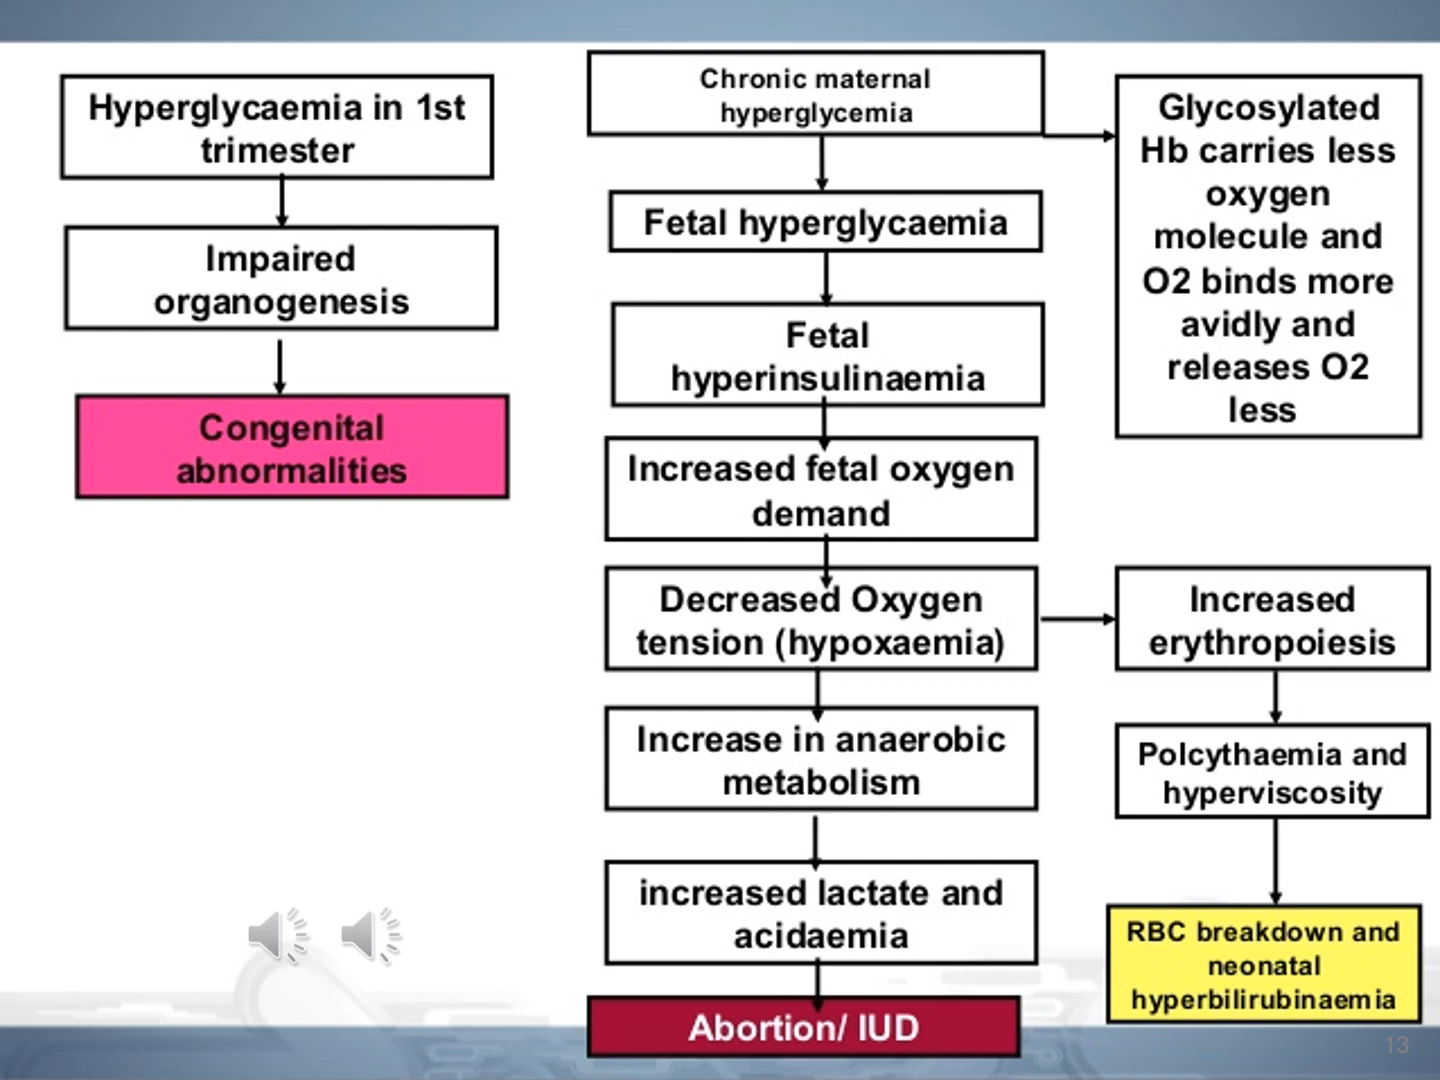 Hyperglycaemia in 1st
trimester
Impaired
organogenesis
Congenital
abnormalities
Chronic maternal
hyperglycemia
Fetal hyperglycaemia
Fetal
hyperinsulinaemia
Increased fetal oxygen
demand
Decreased Oxygen
tension (hypoxaemia)
Increase in anaerobic
metabolism
increased lactate and
acidaemia
Abortion/ IUD
Glycosylated
Hb carries less
oxygen
molecule and
O2 binds more
avidly and
releases O2
less
Increased
erythropoiesis
Polcythaemia and
hyperviscosity
RBC breakdown and
neonatal
hyperbilirubinaemia
13